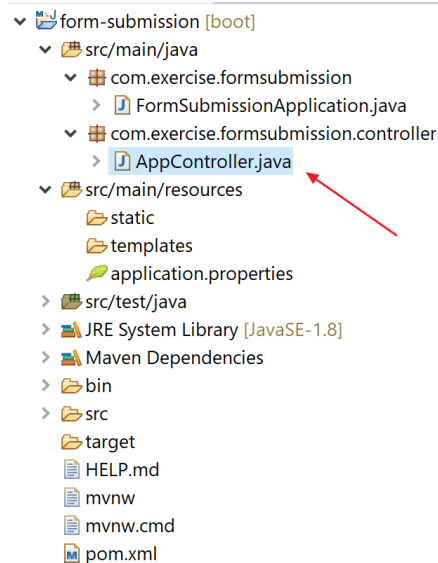 form-submission [boot]
src/main/java
com.exercise.formsubmission
FormSubmissionApplication.java
com.exercise.formsubmission.controller
AppController.java
src/main/resources
static
templates
application.properties
src/test/java
JRE System Library [JavaSE-1.8]
Maven Dependencies
bin
src
target
HELP.md
mvnw
mvnw.cmd
pom.xml